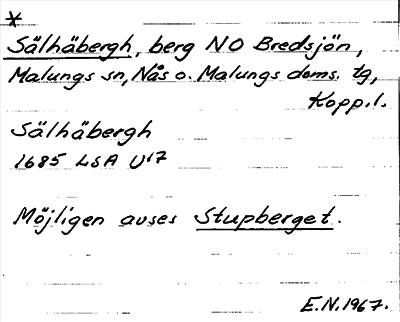 *
Sälhäbergh, berg NO Bredsjön,
Malungs sn, Nås o. Malungs doms. tg,
Kopp. l.
Sälhäbergh
1685 LSA U17
Möjligen avses Stupberget.
E.N. 1967.